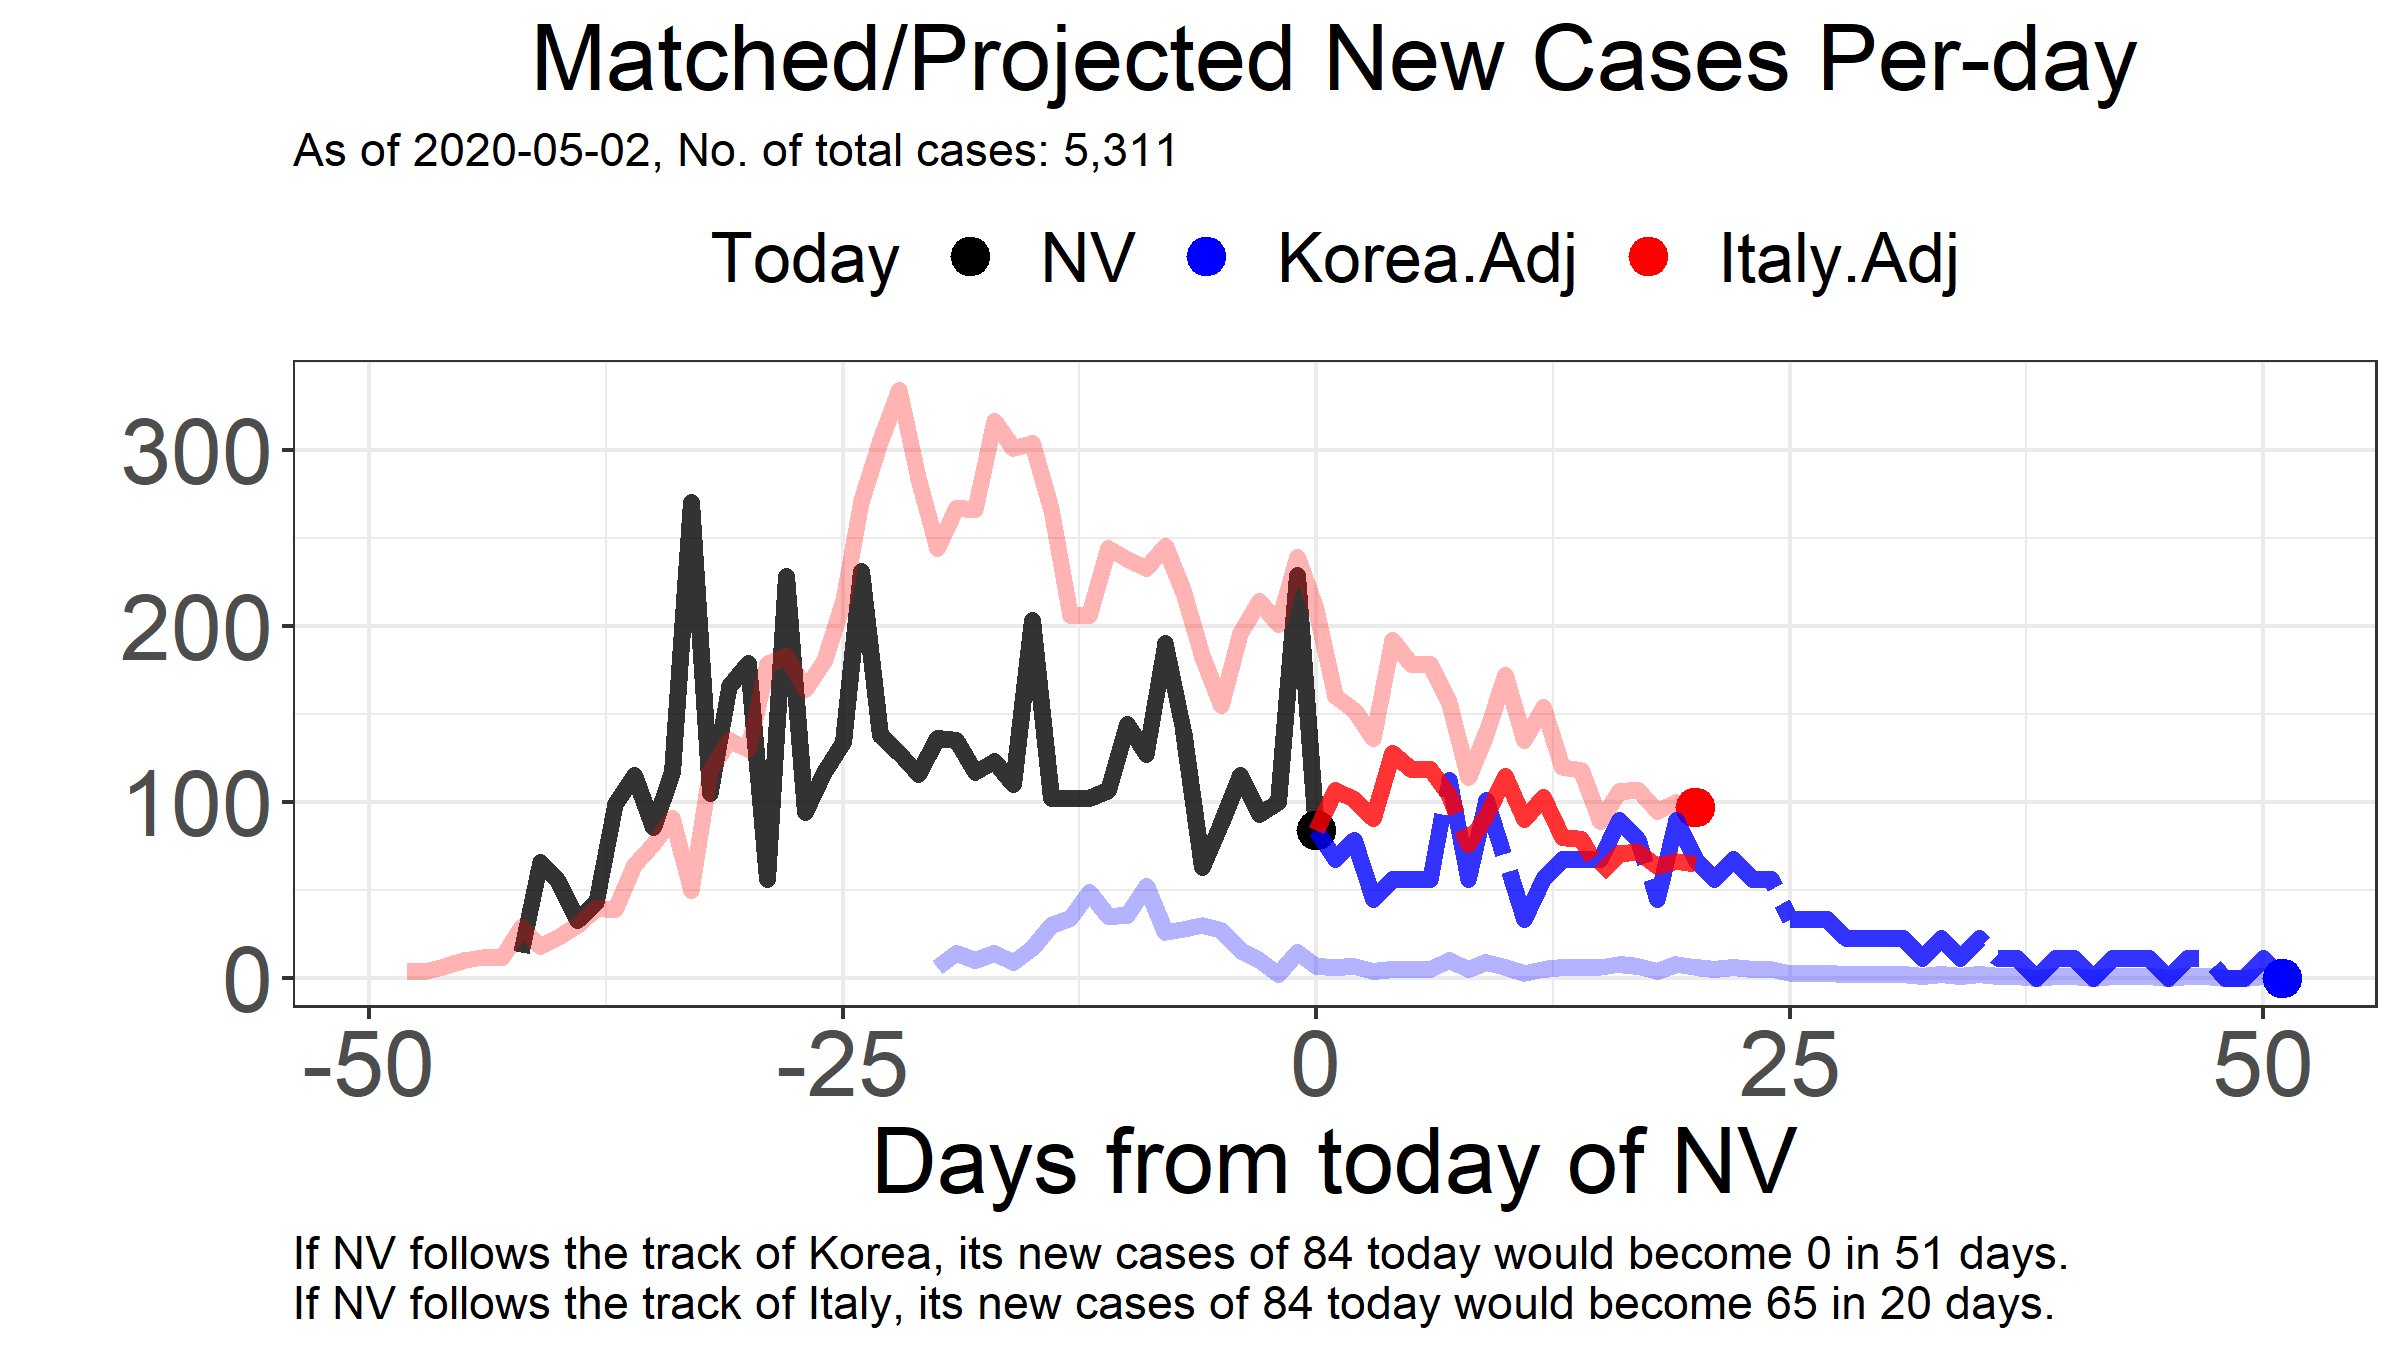 Matched/Projected New Cases Per-day
As of 2020-05-02, No. of total cases: 5,311
Today NV Korea.Adj Italy.Adj
300
200
100
0
-50 -25 0 25 50
Days from today of NV
If NV follows the track of Korea, its new cases of 84 today would become 0 in 51 days.
If NV follows the track of Italy, its new cases of 84 today would become 65 in 20 days.